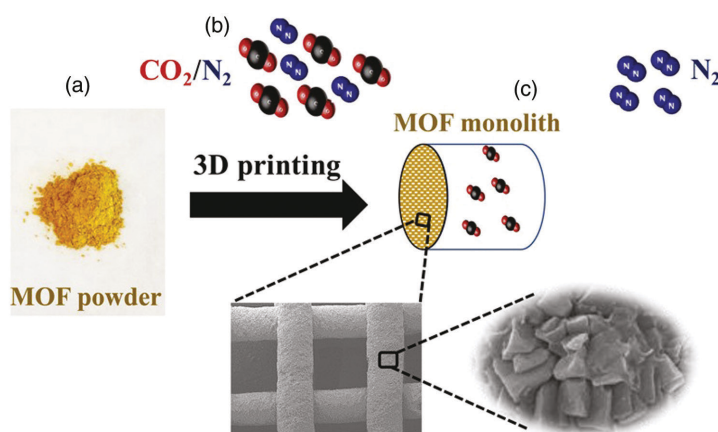 (b)
CO₂/N₂
N N
N N
N N
(a)
(c)
N N
N N
N N
N N
N₂
MOF monolith
3D printing
MOF powder